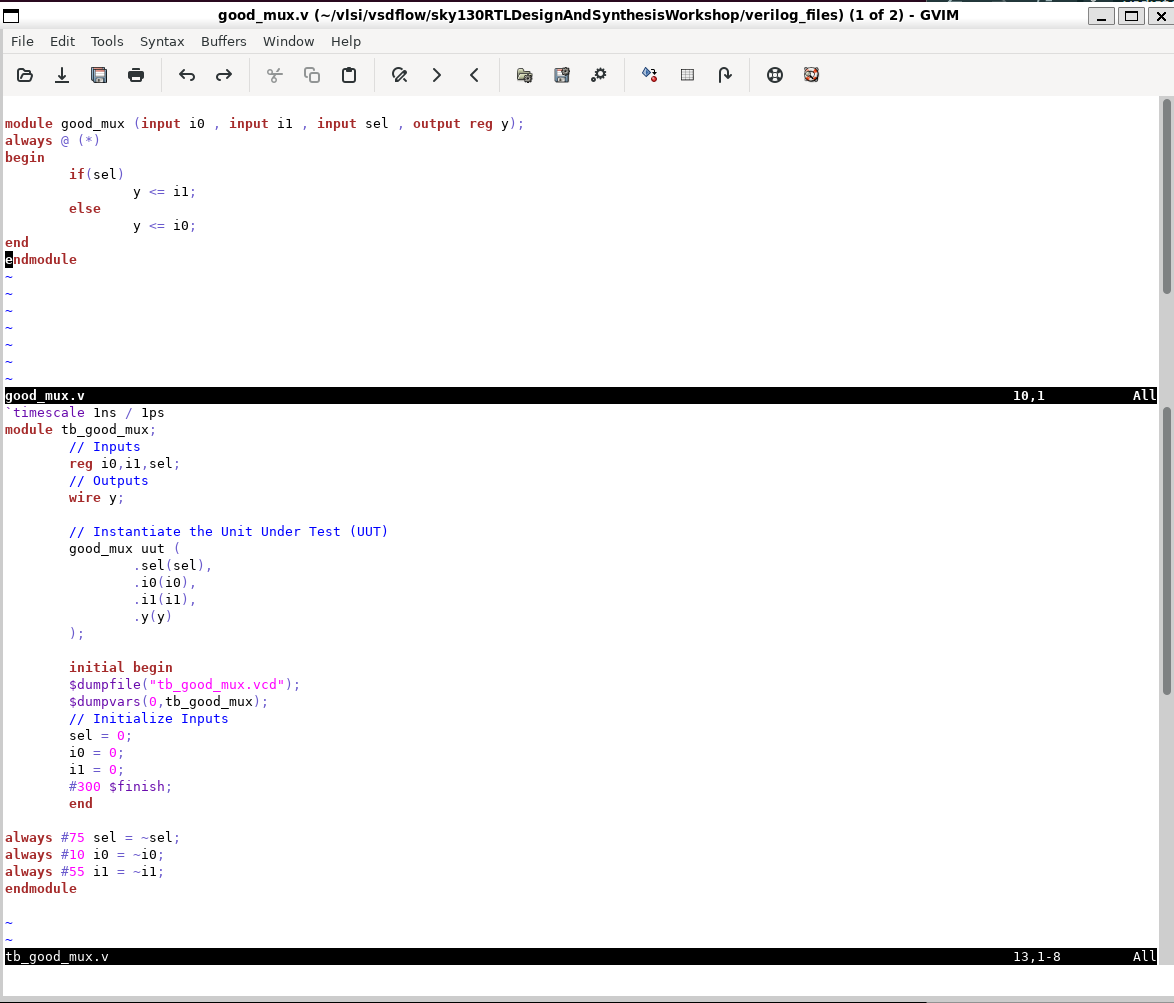 good_mux.v (~/vlsi/vsdflow/sky130RTLDesignAndSynthesisWorkshop/verilog_files) (1 of 2) - GVIM
File Edit Tools Syntax Buffers Window Help
module good_mux (input i0 , input i1 , input sel , output reg y);
always @ (*)
begin
        if(sel)
                y <= i1;
        else
                y <= i0;
end
endmodule
~
~
~
~
~
~
~
good_mux.v 10,1 All
`timescale 1ns / 1ps
module tb_good_mux;
        // Inputs
        reg i0,i1,sel;
        // Outputs
        wire y;
        // Instantiate the Unit Under Test (UUT)
        good_mux uut (
                .sel(sel),
                .i0(i0),
                .i1(i1),
                .y(y)
        );
        initial begin
        $dumpfile("tb_good_mux.vcd");
        $dumpvars(0,tb_good_mux);
        // Initialize Inputs
        sel = 0;
        i0 = 0;
        i1 = 0;
        #300 $finish;
        end
always #75 sel = ~sel;
always #10 i0 = ~i0;
always #55 i1 = ~i1;
endmodule
~
~
tb_good_mux.v 13,1-8 All